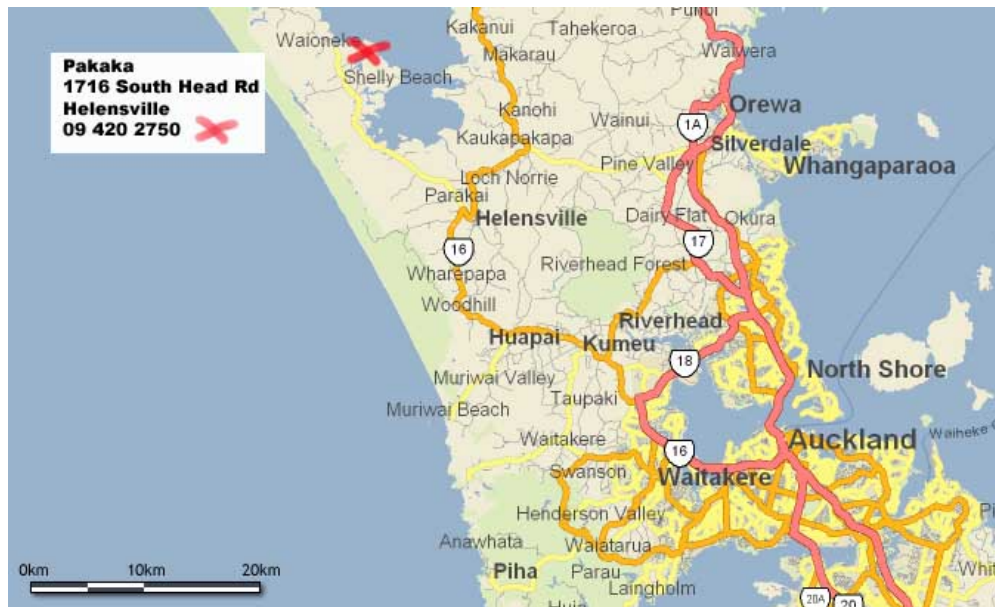 Pakaka
1716 South Head Rd
Helensville
09 420 2750
Waioneke
Shelly Beach
Kakanui
Tahekeroa
Puhoi
Makarau
Waiwera
Kanohi
Wainui
1A
Orewa
Kaukapakapa
Silverdale
Pine Valley
Whangaparaoa
Loch Norrie
Parakai
Helensville
Dairy Flat
Okura
16
17
Wharepapa
Riverhead Forest
Woodhill
Riverhead
Huapai
Kumeu
18
North Shore
Muriwai Valley
Taupaki
Muriwai Beach
Waitakere
Auckland
Waiheke
16
Swanson
Waitakere
Henderson Valley
Anawhata
Waiatarua
Piha
Parau
Laingholm
Huia
20A
20
0km
10km
20km